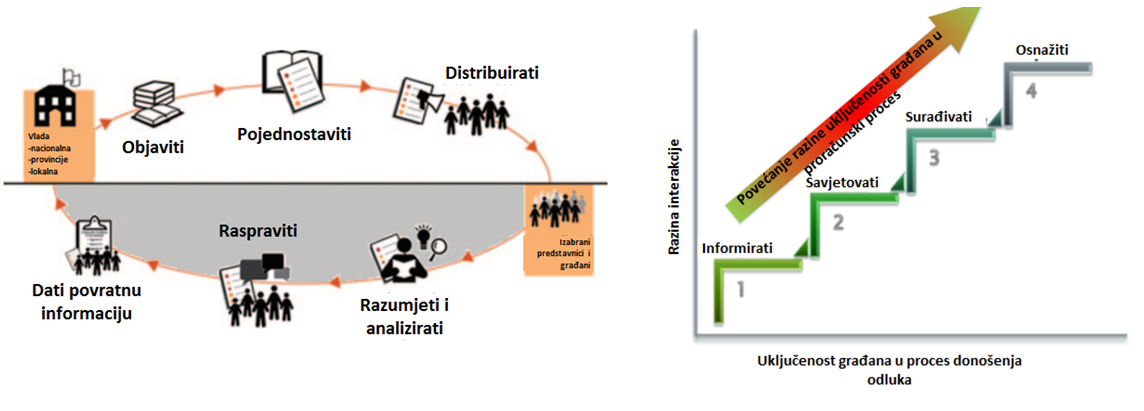 Vlada
-nacionalna
-provincije
-lokalna
Objaviti
Pojednostaviti
Distribuirati
Izabrani
predstavnici i
građani
Razumjeti i
analizirati
Raspraviti
Dati povratnu
informaciju
Razina interakcije
Povećanje razine uključenosti građana u
proračunski proces
Informirati
1
Savjetovati
2
Surađivati
3
Osnažiti
4
Uključenost građana u proces donošenja
odluka